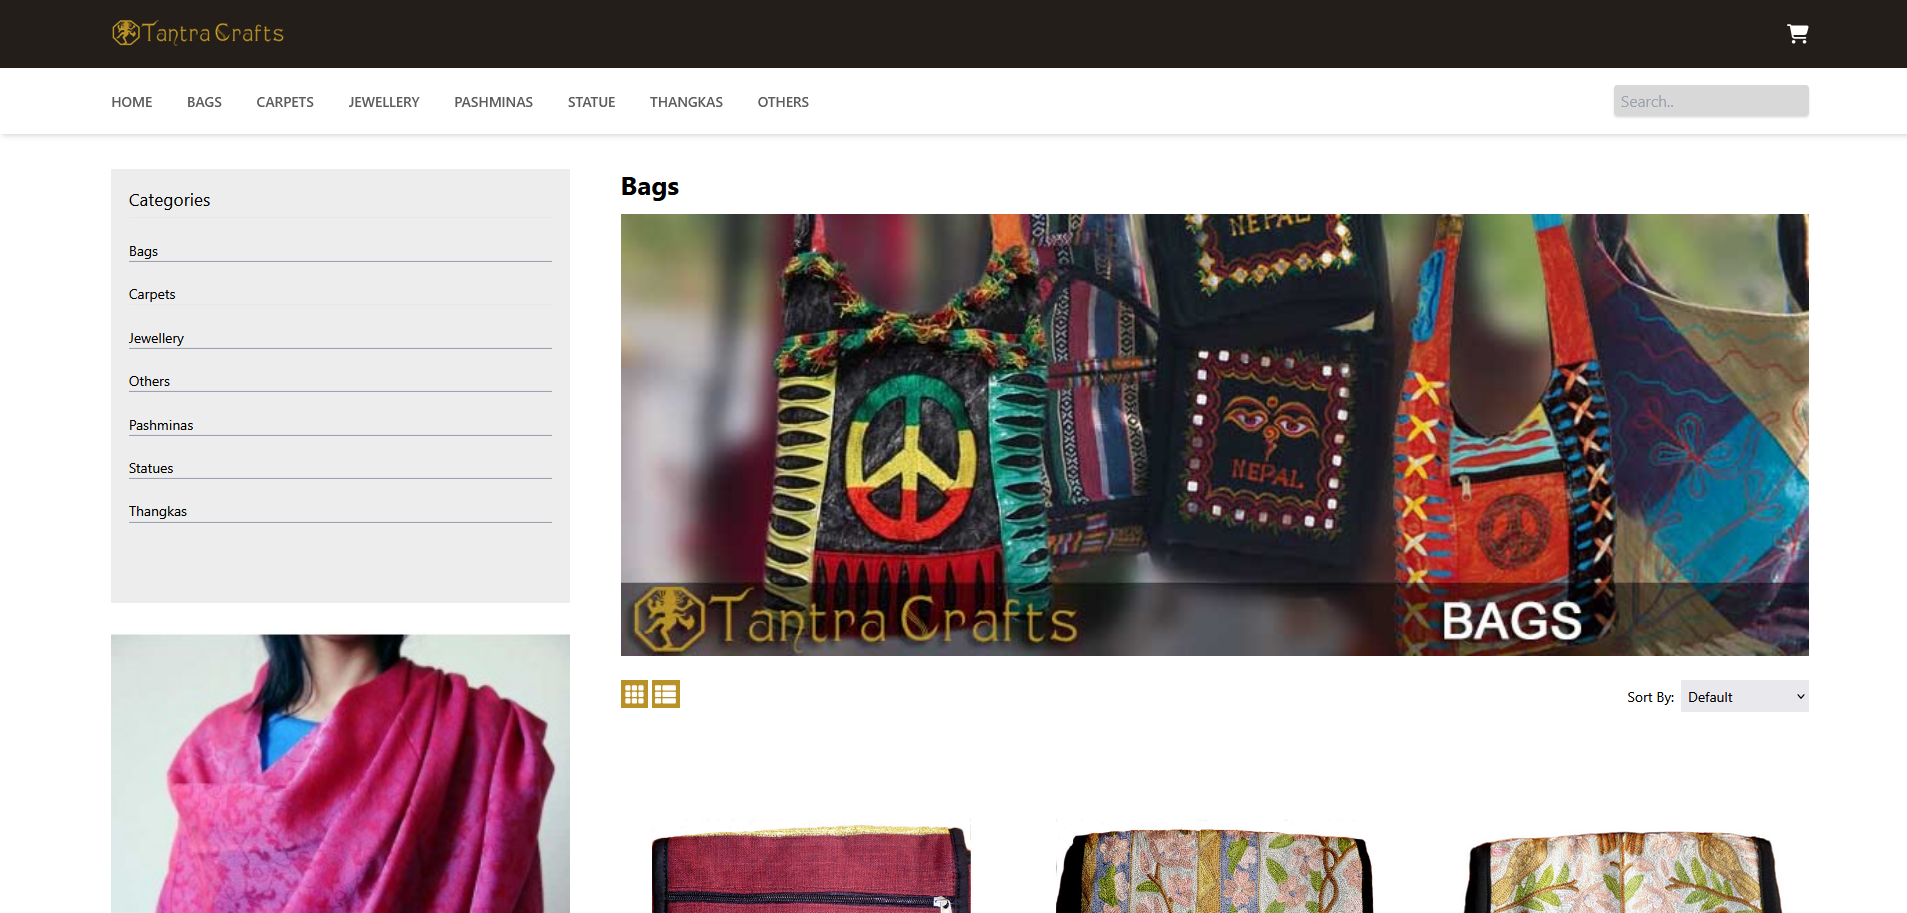 Tantra Crafts
HOME BAGS CARPETS JEWELLERY PASHMINAS STATUE THANGKAS OTHERS
Search..
Categories
Bags
Carpets
Jewellery
Others
Pashminas
Statues
Thangkas
Bags
NEPAL
NEPAL
Tantra Crafts
BAGS
Sort By: Default